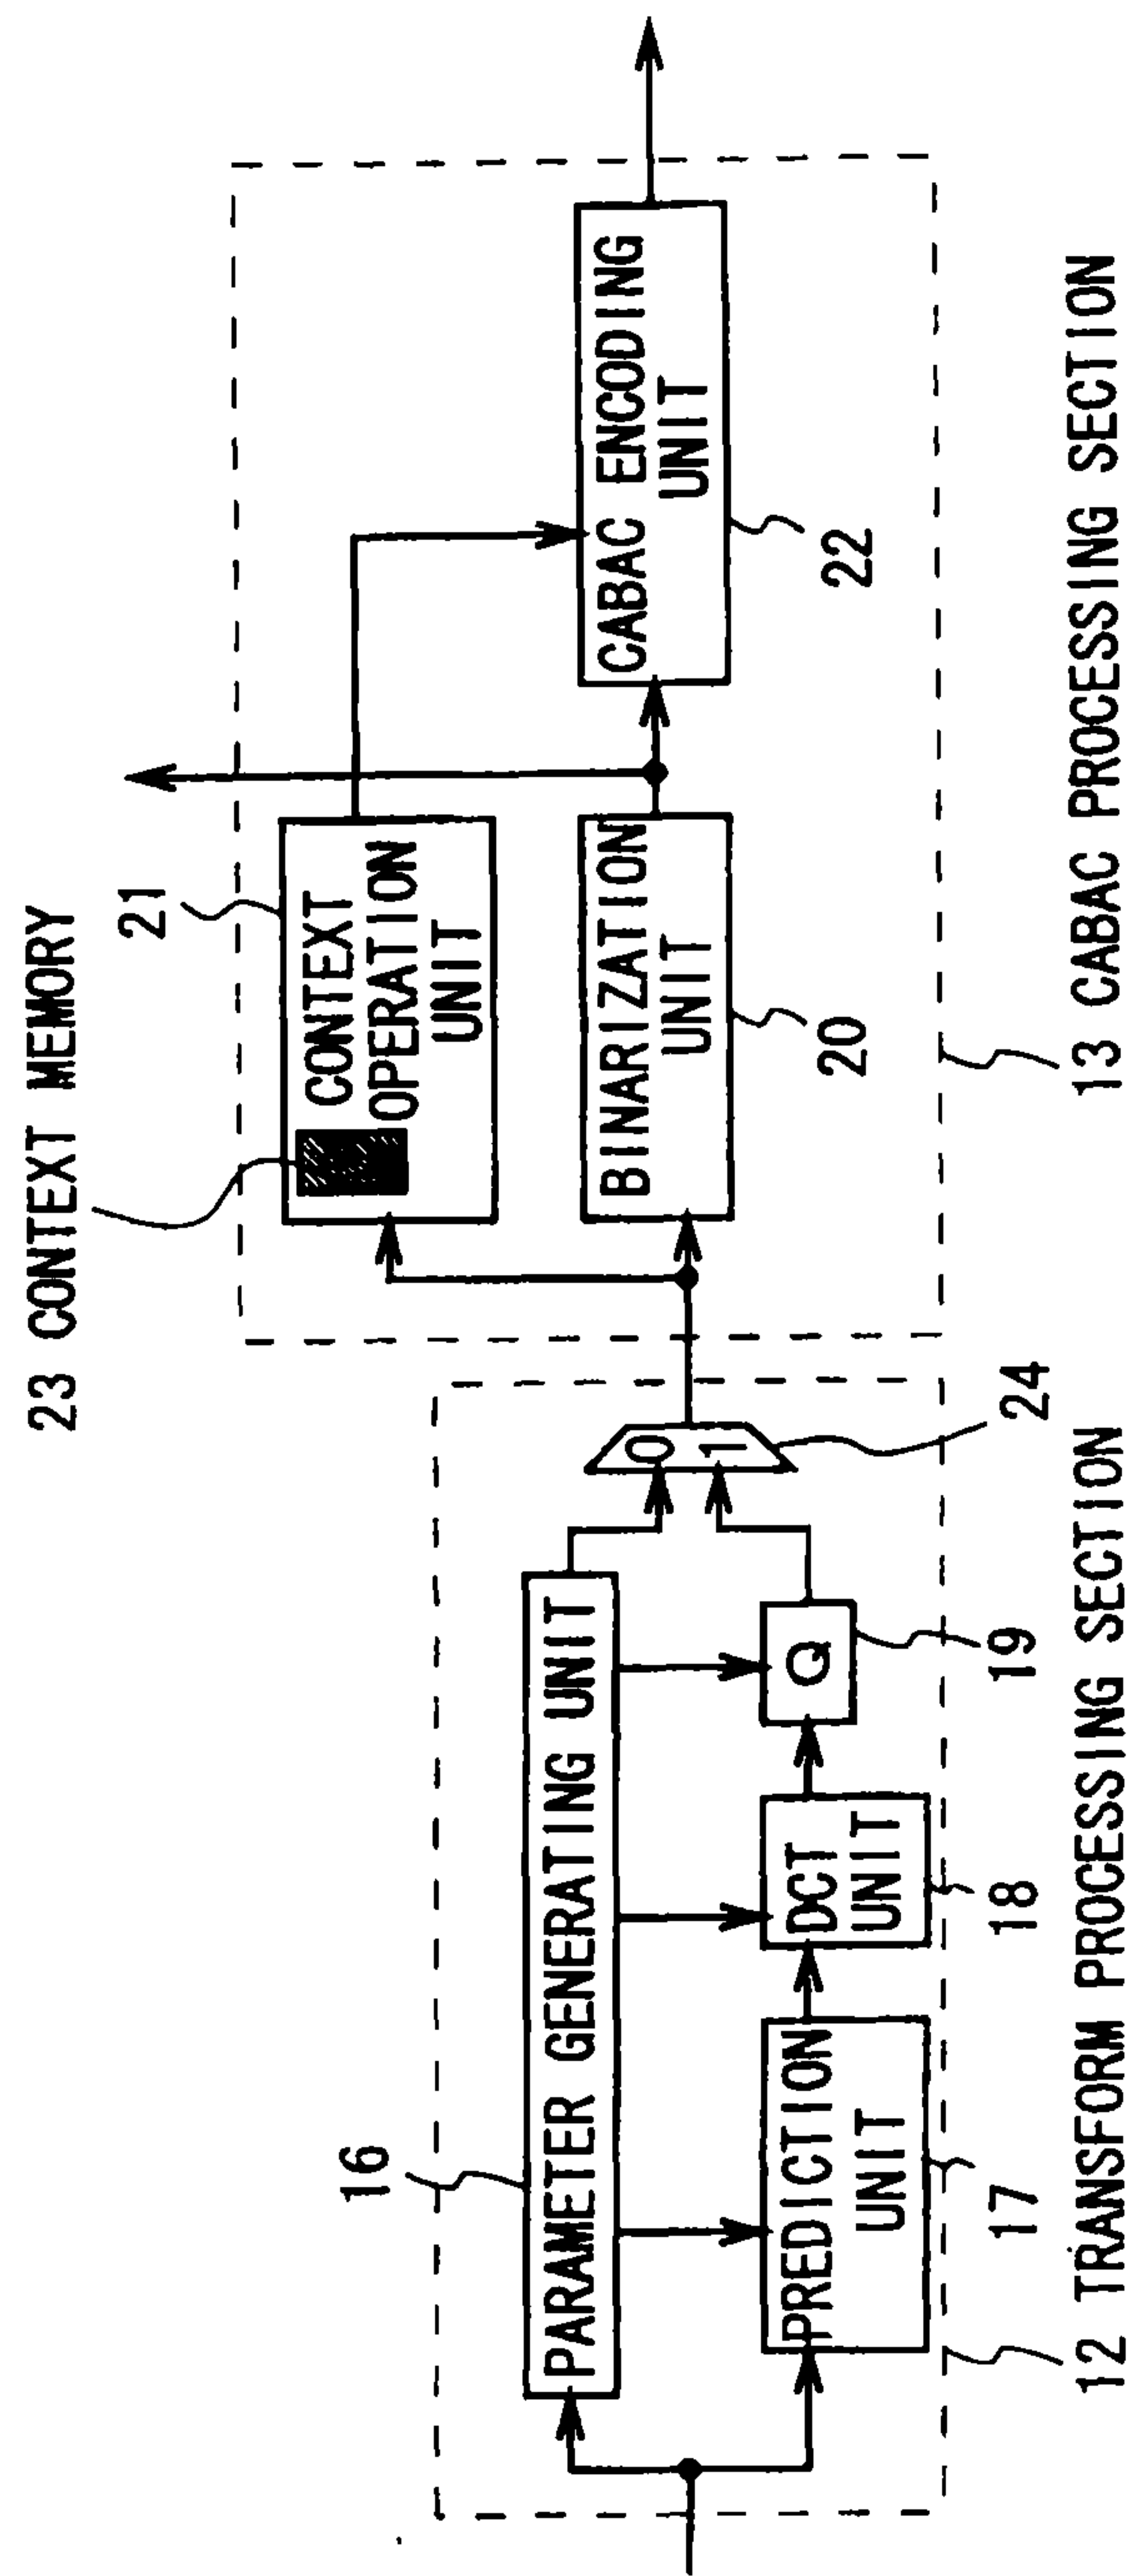 23 CONTEXT MEMORY
21
CONTEXT
OPERATION
UNIT
16
PARAMETER GENERATING UNIT
0
1
BINARIZATION
UNIT
CABAC ENCODING
UNIT
PREDICTION
UNIT
DCT
UNIT
Q
24
20
22
17
18
19
12 TRANSFORM PROCESSING SECTION
13 CABAC PROCESSING SECTION